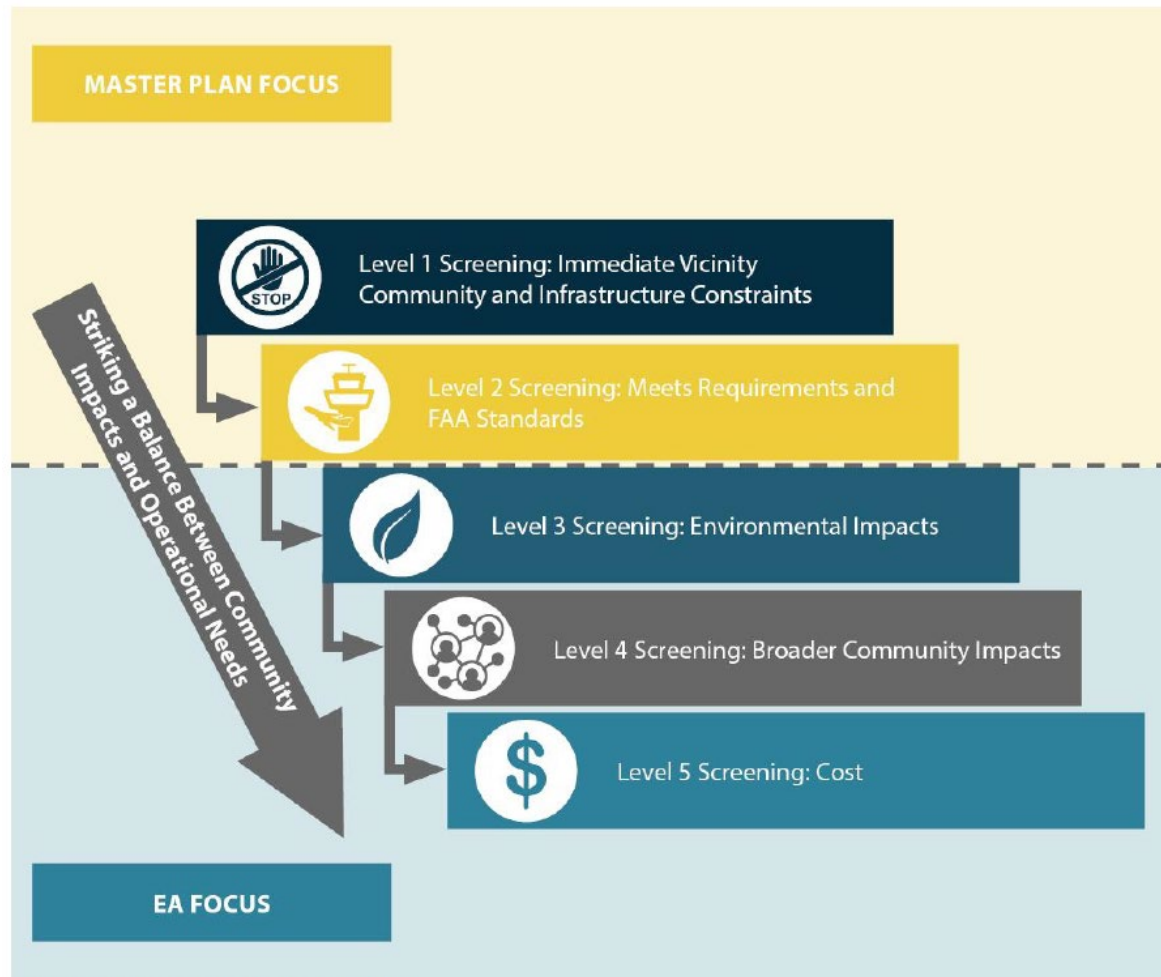 MASTER PLAN FOCUS
STOP
Level 1 Screening: Immediate Vicinity
Community and Infrastructure Constraints
Level 2 Screening: Meets Requirements and
FAA Standards
Striking a Balance Between Community
Impacts and Operational Needs
Level 3 Screening: Environmental Impacts
Level 4 Screening: Broader Community Impacts
$
Level 5 Screening: Cost
EA FOCUS